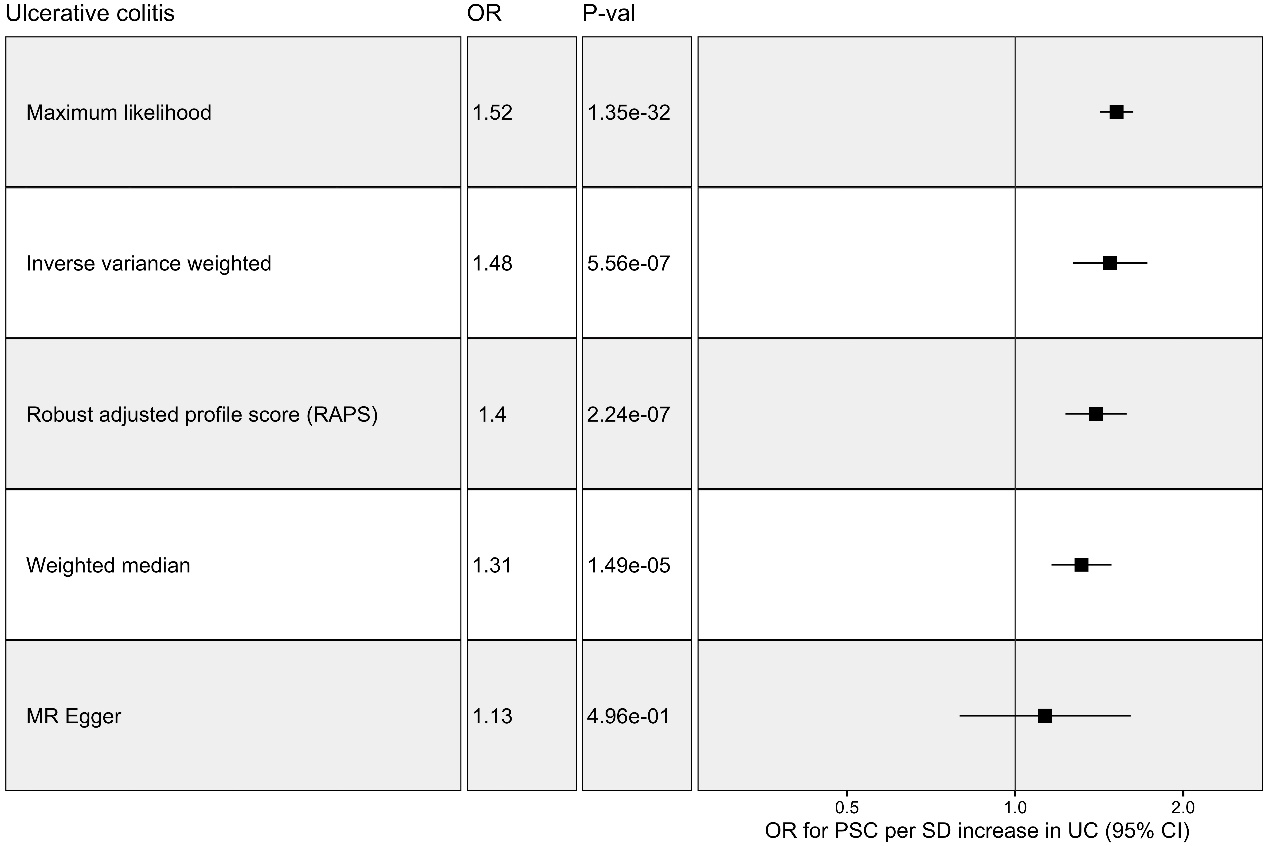 Ulcerative colitis OR P-val
Maximum likelihood 1.52 1.35e-32
Inverse variance weighted 1.48 5.56e-07
Robust adjusted profile score (RAPS) 1.4 2.24e-07
Weighted median 1.31 1.49e-05
MR Egger 1.13 4.96e-01
0.5 1.0 2.0
OR for PSC per SD increase in UC (95% CI)